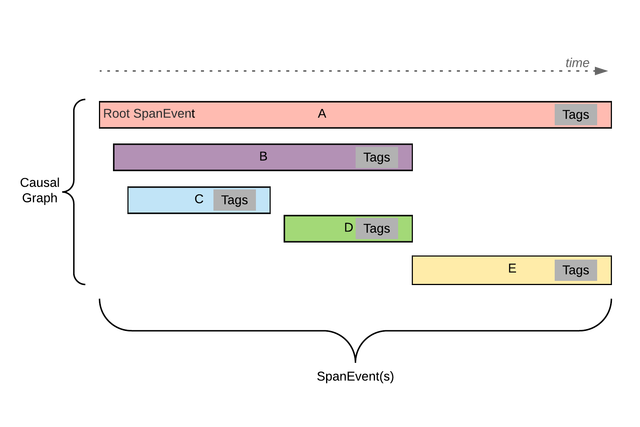 time
Root SpanEvent A Tags
B Tags
Causal
Graph
C Tags
D Tags
E Tags
SpanEvent(s)